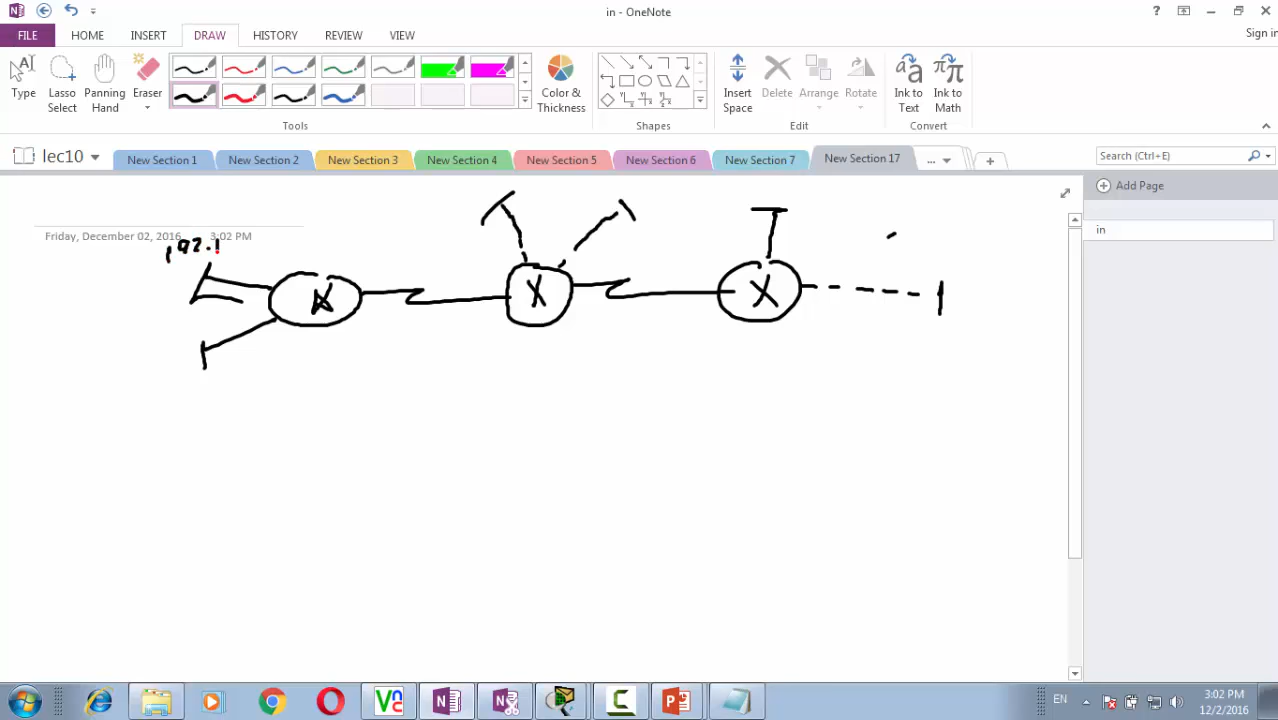 in - OneNote
Sign in
FILE HOME INSERT DRAW HISTORY REVIEW VIEW
Type
Lasso Select
Panning Hand
Eraser
Color & Thickness
Insert Space
Delete
Arrange
Rotate
Ink to Text
Ink to Math
Tools
Shapes
Edit
Convert
lec10
New Section 1
New Section 2
New Section 3
New Section 4
New Section 5
New Section 6
New Section 7
New Section 17
...
Search (Ctrl+E)
Add Page
in
Friday, December 02, 2016 3:02 PM
192.1
X
X
X
EN
3:02 PM
12/2/2016